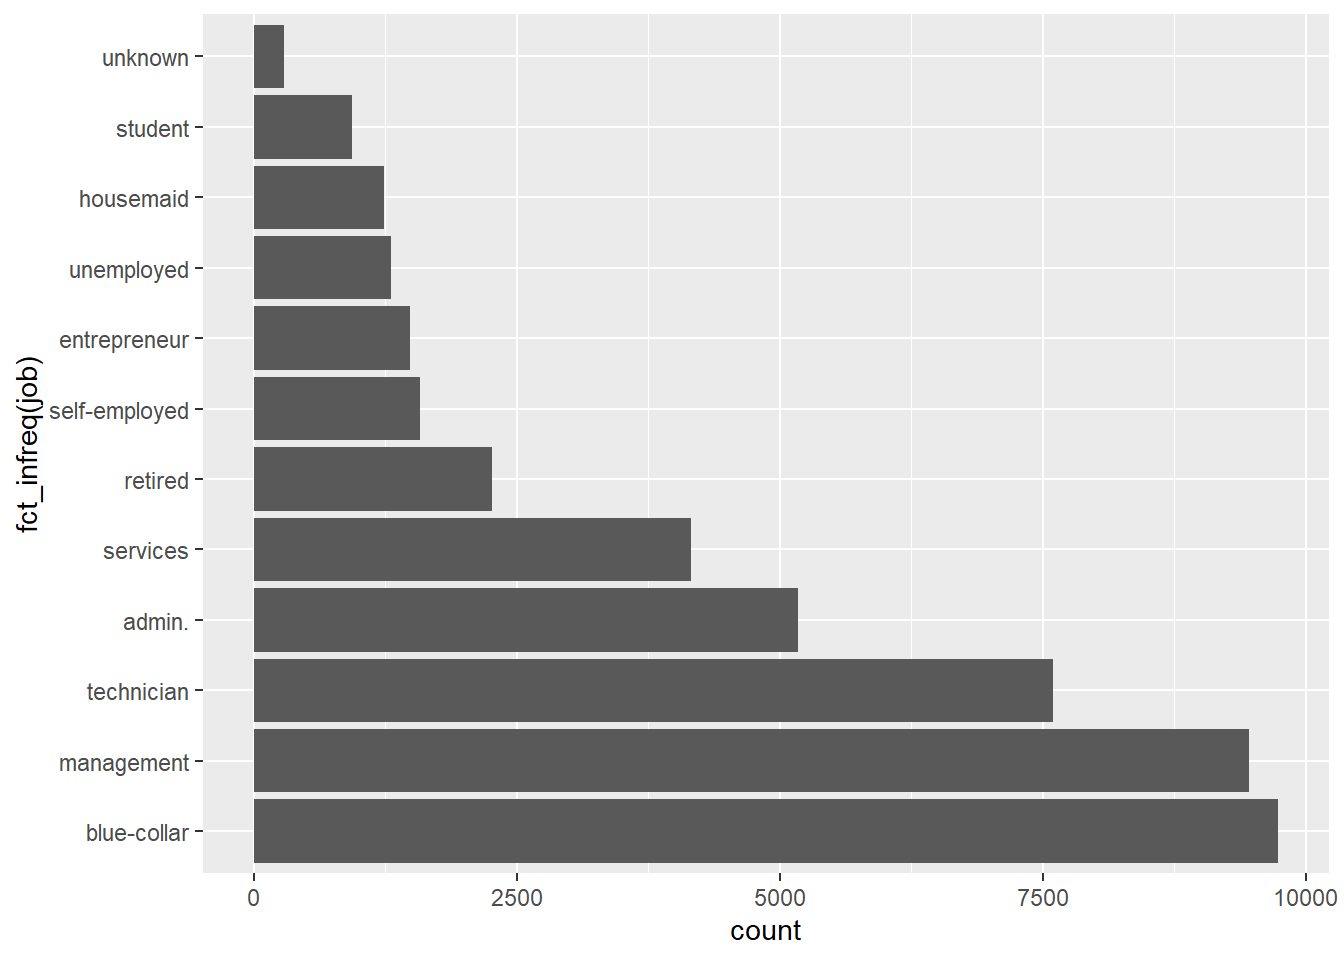 unknown
student
housemaid
unemployed
entrepreneur
self-employed
retired
services
admin.
technician
management
blue-collar
fct_infreq(job)
0 2500 5000 7500 10000
count